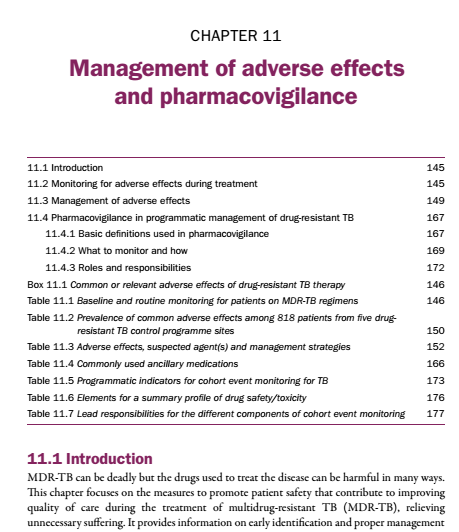 CHAPTER 11
Management of adverse effects
and pharmacovigilance
11.1 Introduction 145
11.2 Monitoring for adverse effects during treatment 145
11.3 Management of adverse effects 149
11.4 Pharmacovigilance in programmatic management of drug-resistant TB 167
11.4.1 Basic definitions used in pharmacovigilance 167
11.4.2 What to monitor and how 169
11.4.3 Roles and responsibilities 172
Box 11.1 Common or relevant adverse effects of drug-resistant TB therapy 146
Table 11.1 Baseline and routine monitoring for patients on MDR-TB regimens 146
Table 11.2 Prevalence of common adverse effects among 818 patients from five drug-
resistant TB control programme sites 150
Table 11.3 Adverse effects, suspected agent(s) and management strategies 152
Table 11.4 Commonly used ancillary medications 166
Table 11.5 Programmatic indicators for cohort event monitoring for TB 173
Table 11.6 Elements for a summary profile of drug safety/toxicity 176
Table 11.7 Lead responsibilities for the different components of cohort event monitoring 177
11.1 Introduction
MDR-TB can be deadly but the drugs used to treat the disease can be harmful in many ways.
This chapter focuses on the measures to promote patient safety that contribute to improving
quality of care during the treatment of multidrug-resistant TB (MDR-TB), relieving
unnecessary suffering. It provides information on early identification and proper management